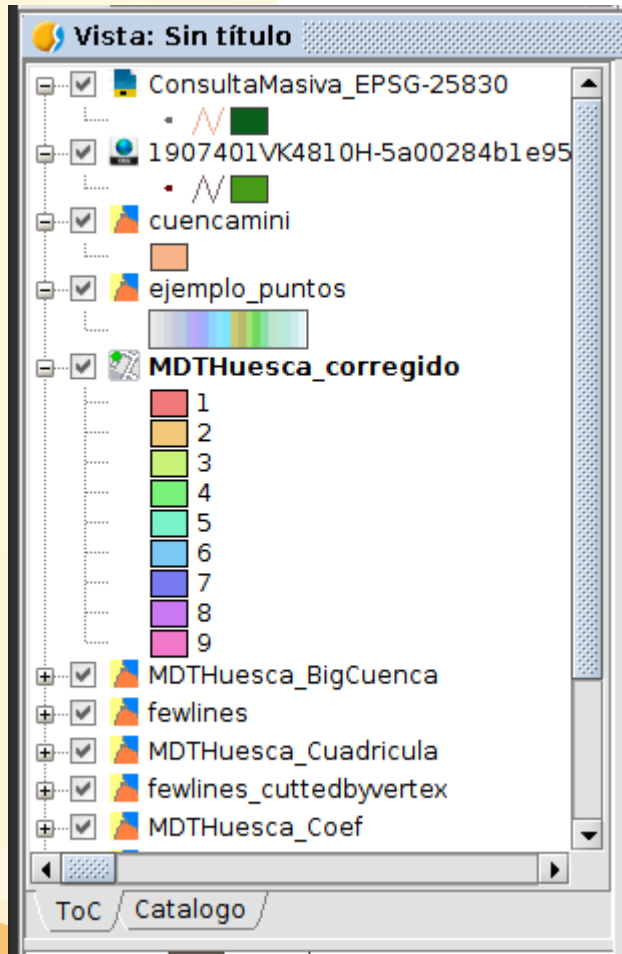 Vista: Sin título
ConsultaMasiva_EPSG-25830
1907401VK4810H-5a00284b1e95
cuencamini
ejemplo_puntos
MDTHuesca_corregido
1
2
3
4
5
6
7
8
9
MDTHuesca_BigCuenca
fewlines
MDTHuesca_Cuadricula
fewlines_cuttedbyvertex
MDTHuesca_Coef
ToC Catalogo